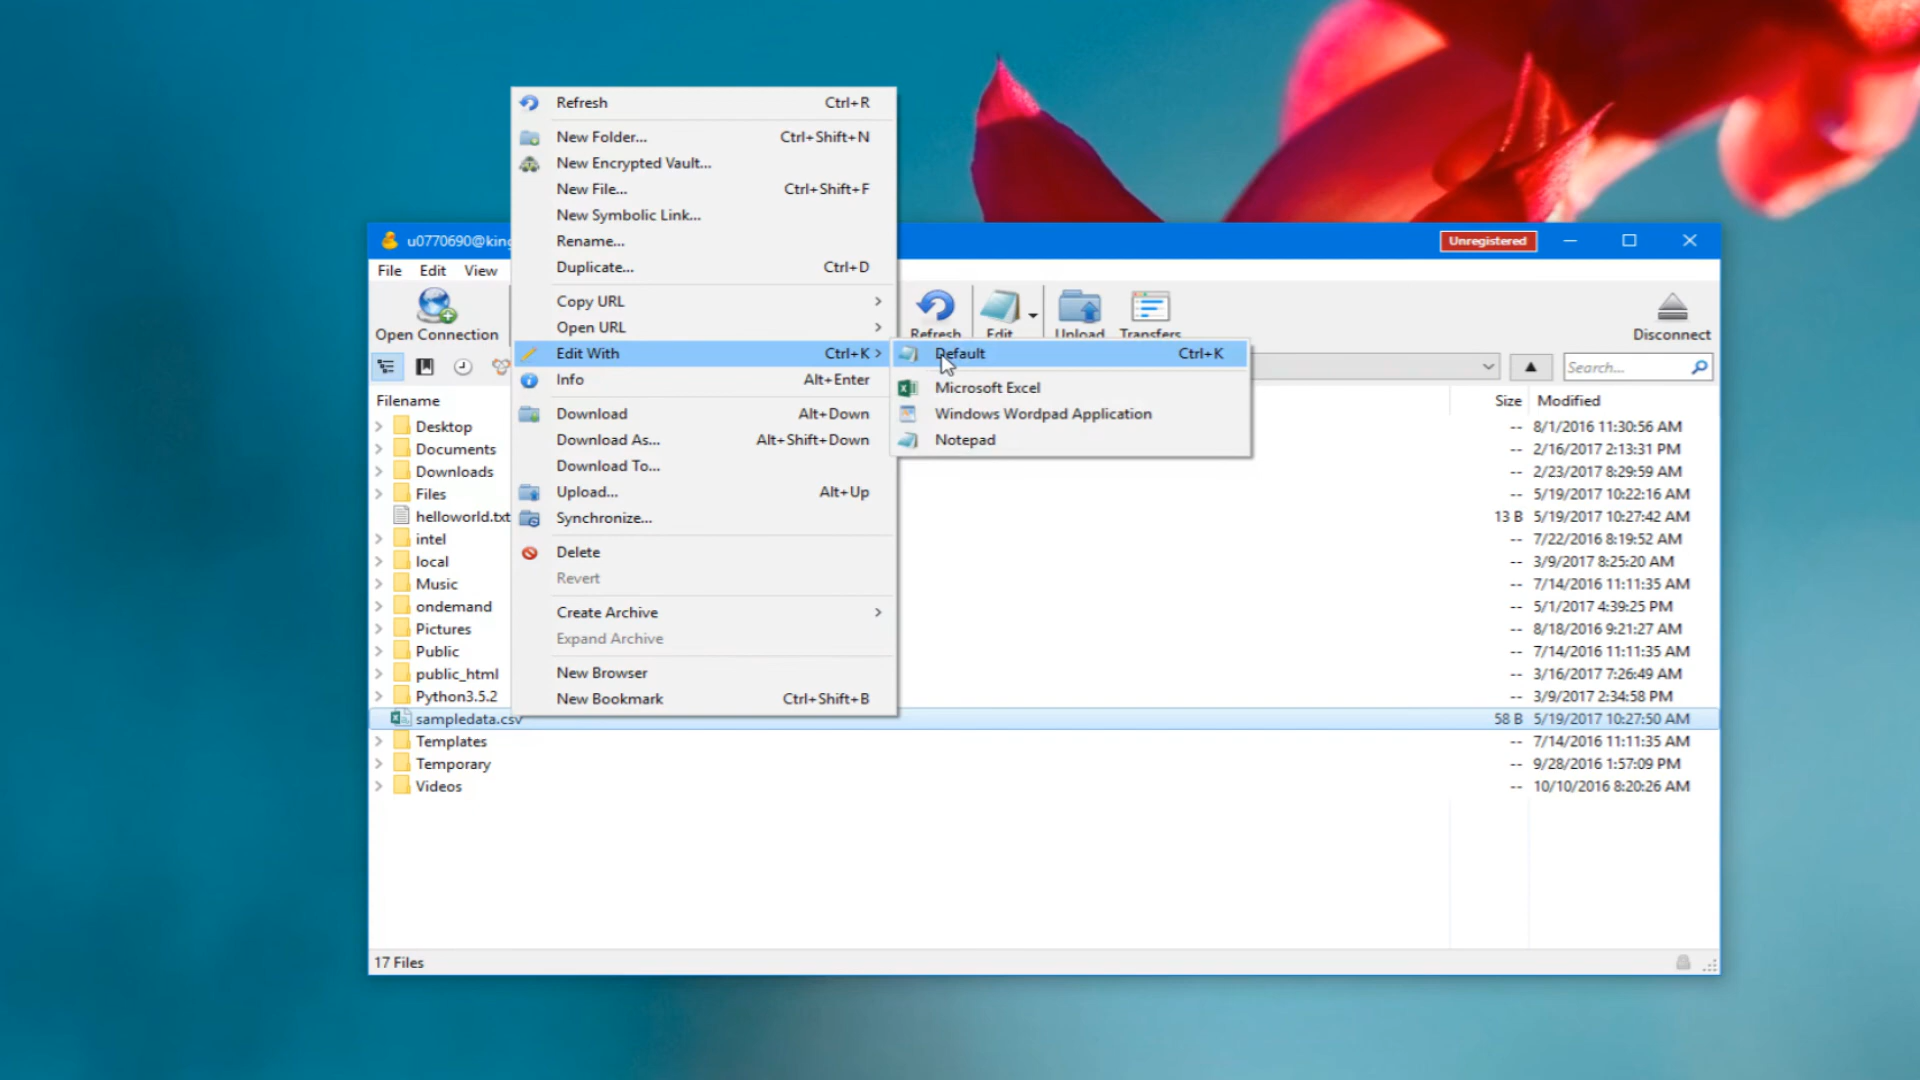 Refresh Ctrl+R
New Folder... Ctrl+Shift+N
New Encrypted Vault...
New File... Ctrl+Shift+F
New Symbolic Link...
Rename...
Duplicate... Ctrl+D
Copy URL
Open URL
Edit With Ctrl+K
Info Alt+Enter
Download Alt+Down
Download As... Alt+Shift+Down
Download To...
Upload... Alt+Up
Synchronize...
Delete
Revert
Create Archive
Expand Archive
New Browser
New Bookmark Ctrl+Shift+B
Default Ctrl+K
Microsoft Excel
Windows Wordpad Application
Notepad
u0770690@king
Unregistered
File Edit View
Open Connection Refresh Edit Upload Transfers Disconnect
Search...
Filename Size Modified
Desktop -- 8/1/2016 11:30:56 AM
Documents -- 2/16/2017 2:13:31 PM
Downloads -- 2/23/2017 8:29:59 AM
Files -- 5/19/2017 10:22:16 AM
helloworld.txt 13 B 5/19/2017 10:27:42 AM
intel -- 7/22/2016 8:19:52 AM
local -- 3/9/2017 8:25:20 AM
Music -- 7/14/2016 11:11:35 AM
ondemand -- 5/1/2017 4:39:25 PM
Pictures -- 8/18/2016 9:21:27 AM
Public -- 7/14/2016 11:11:35 AM
public_html -- 3/16/2017 7:26:49 AM
Python3.5.2 -- 3/9/2017 2:34:58 PM
sampledata.csv 58 B 5/19/2017 10:27:50 AM
Templates -- 7/14/2016 11:11:35 AM
Temporary -- 9/28/2016 1:57:09 PM
Videos -- 10/10/2016 8:20:26 AM
17 Files